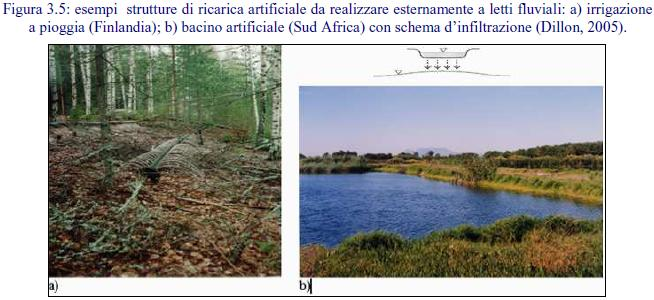 Figura 3.5: esempi strutture di ricarica artificiale da realizzare esternamente a letti fluviali: a) irrigazione
a pioggia (Finlandia); b) bacino artificiale (Sud Africa) con schema d’infiltrazione (Dillon, 2005).
a)
b)